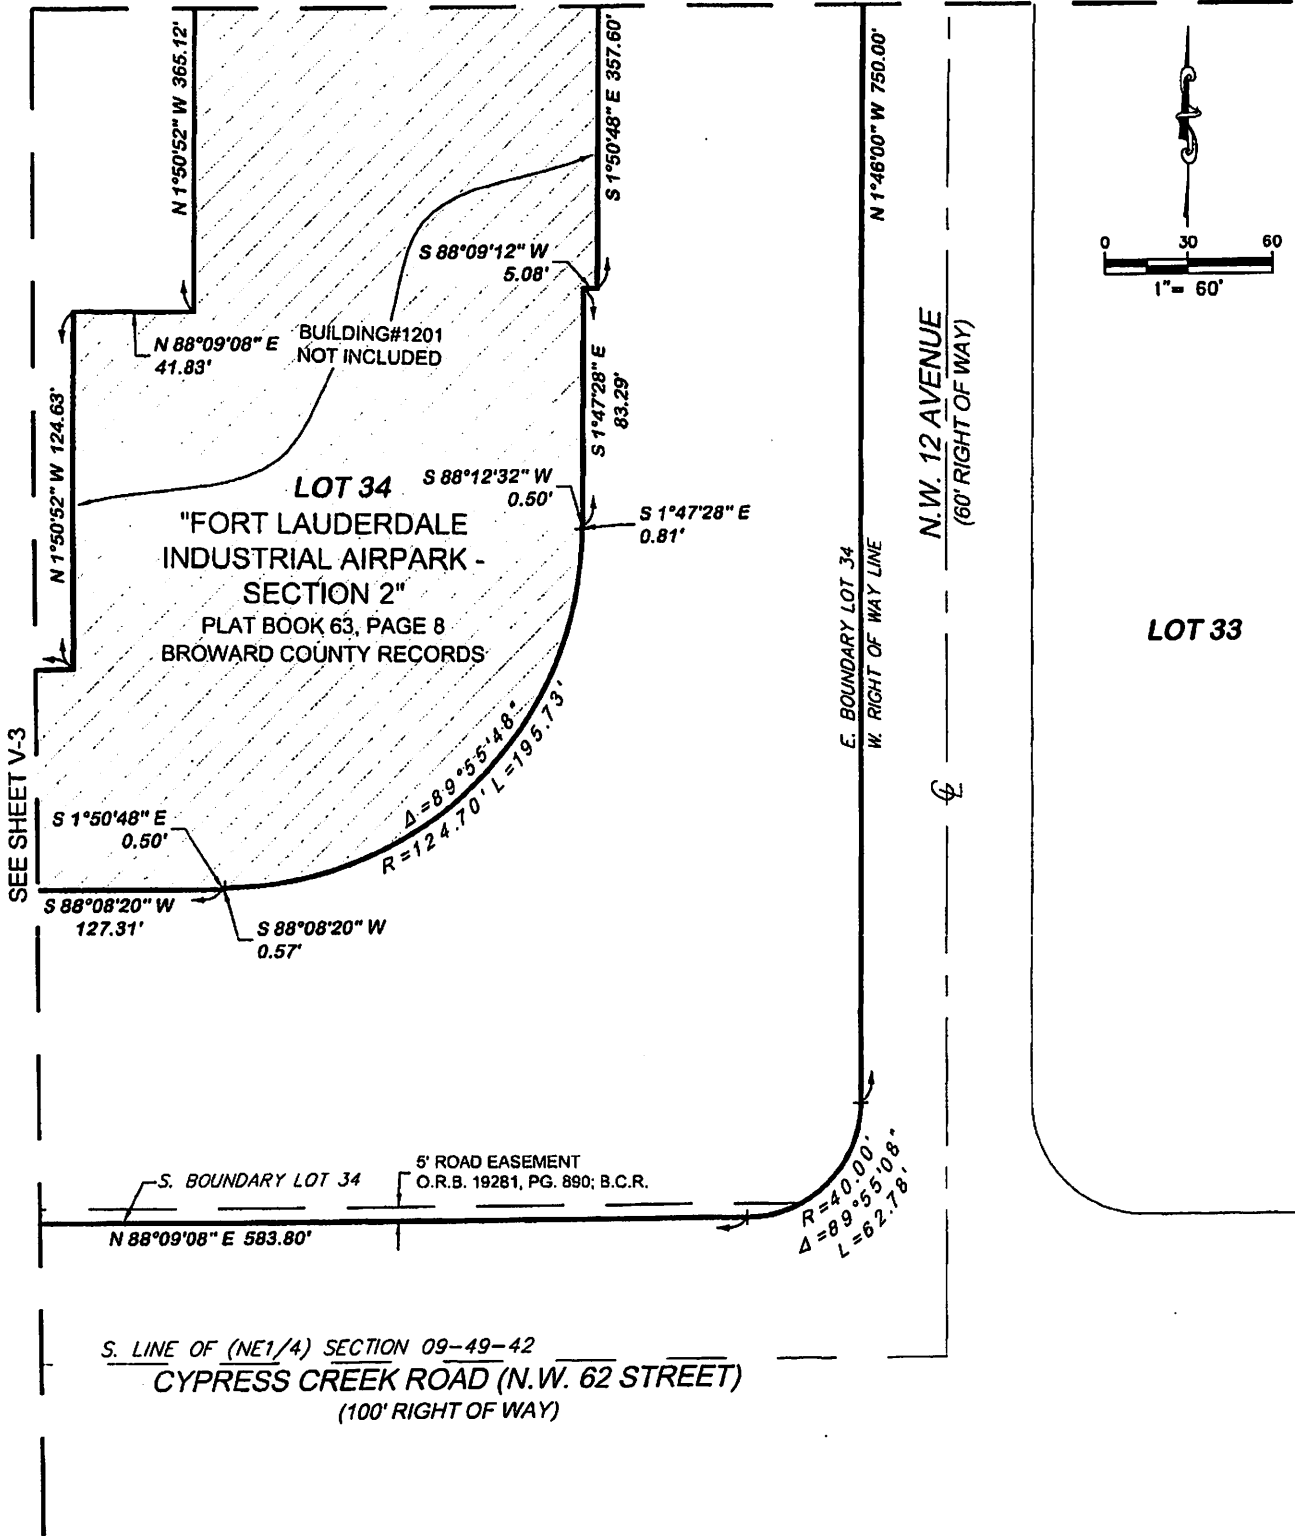 N 1°50'52" W 365.12'
S 1°50'48" E 357.60'
N 1°46'00" W 750.00'
0 30 60
1"= 60'
S 88°09'12" W
5.08'
N 88°09'08" E
41.83'
BUILDING#1201
NOT INCLUDED
S 1°47'28" E
83.29'
N.W. 12 AVENUE
(60' RIGHT OF WAY)
N 1°50'52" W 124.63'
LOT 34
"FORT LAUDERDALE
INDUSTRIAL AIRPARK -
SECTION 2"
PLAT BOOK 63, PAGE 8
BROWARD COUNTY RECORDS
S 88°12'32" W
0.50'
S 1°47'28" E
0.81'
E. BOUNDARY LOT 34
W. RIGHT OF WAY LINE
LOT 33
SEE SHEET V-3
Δ=89°55'48"
R=124.70' L=195.73'
S 1°50'48" E
0.50'
S 88°08'20" W
127.31'
S 88°08'20" W
0.57'
℄
S. BOUNDARY LOT 34
5' ROAD EASEMENT
O.R.B. 19281, PG. 890; B.C.R.
N 88°09'08" E 583.80'
R=40.00'
Δ=89°55'08"
L=62.78'
S. LINE OF (NE1/4) SECTION 09-49-42
CYPRESS CREEK ROAD (N.W. 62 STREET)
(100' RIGHT OF WAY)